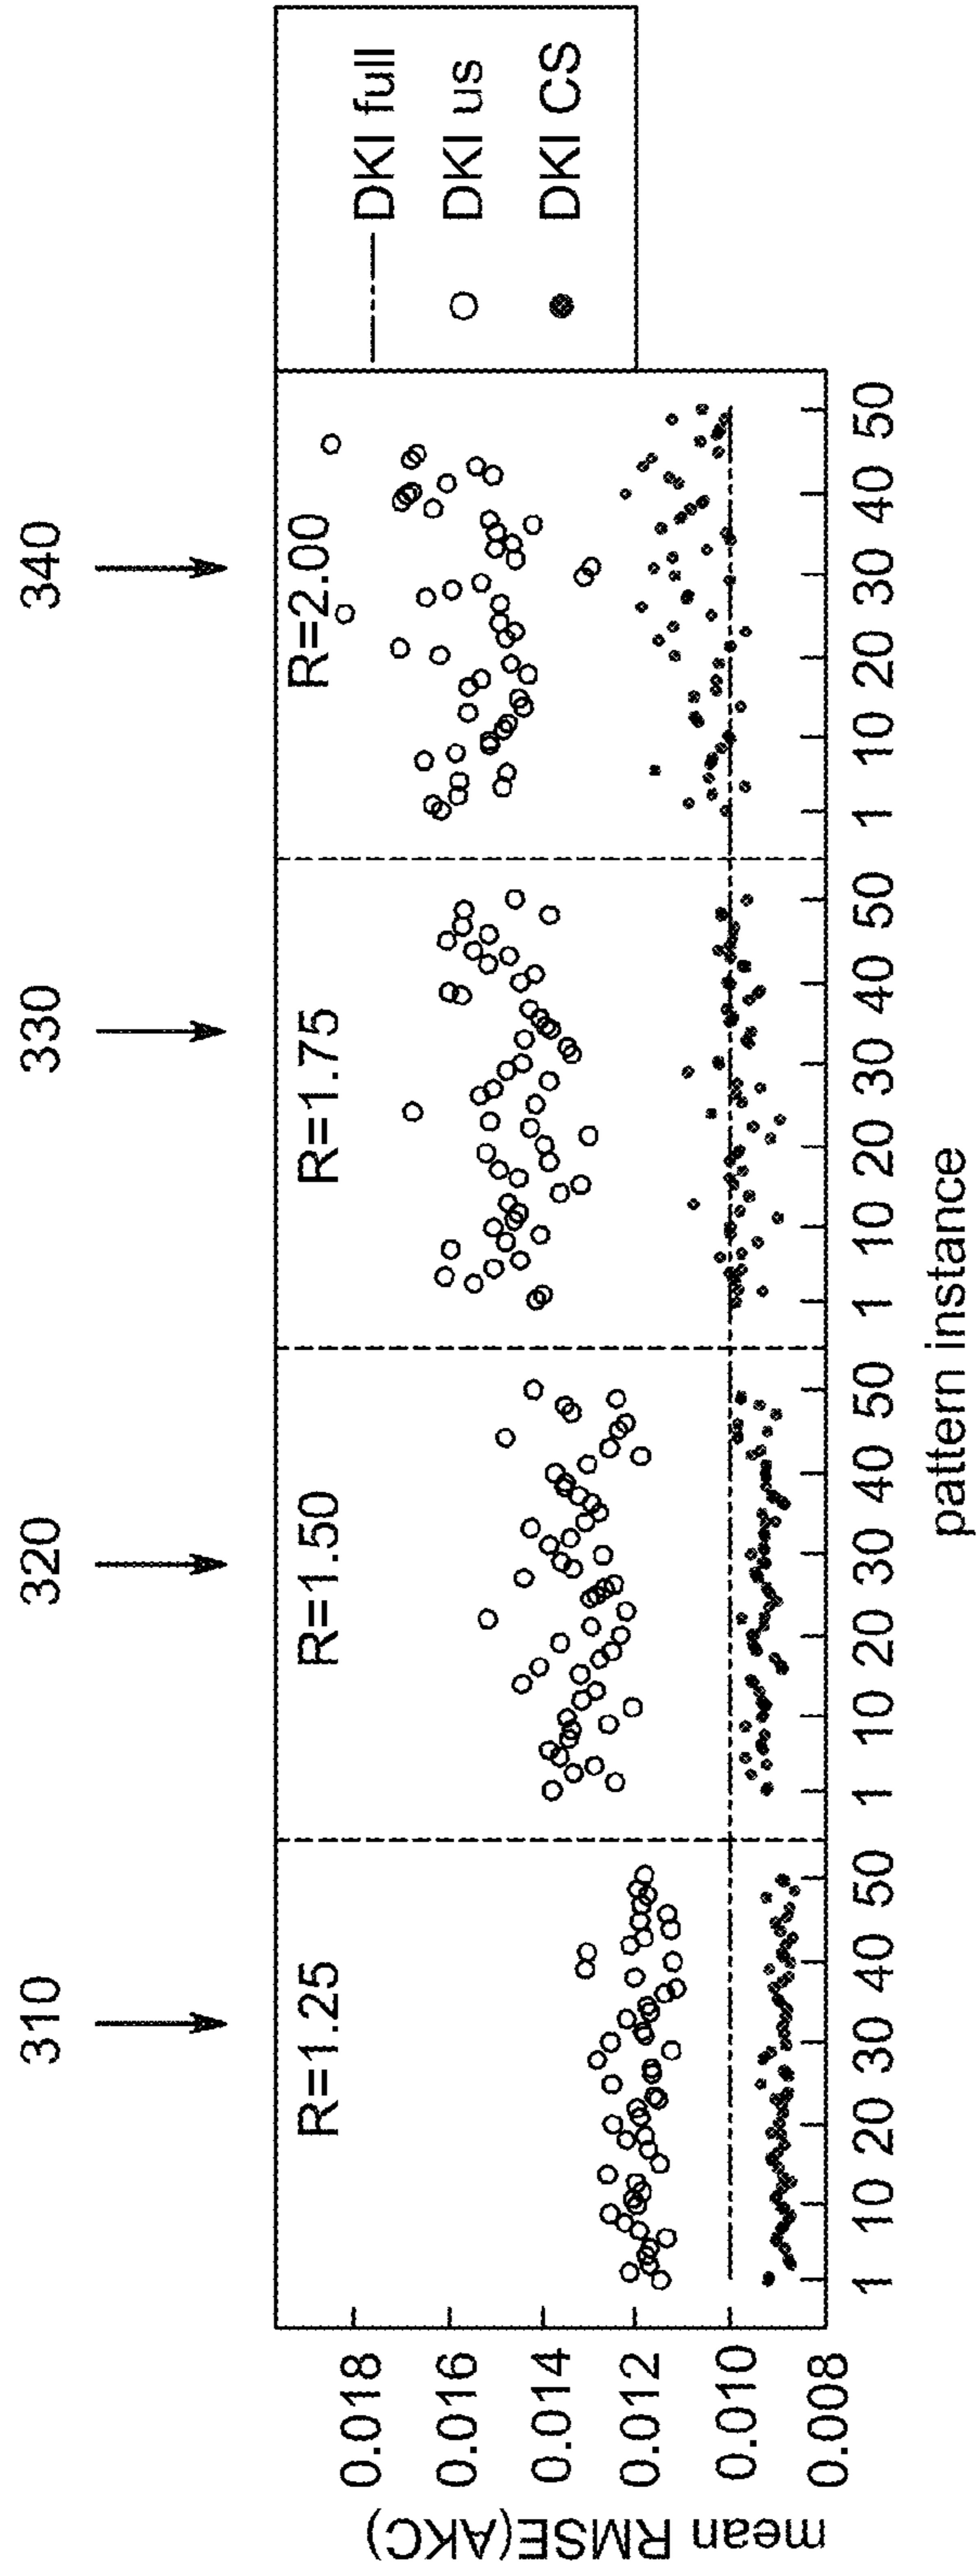 310
320
330
340
R=1.25
R=1.50
R=1.75
R=2.00
DKI full
DKI us
DKI CS
mean RMSE(AKC)
0.018
0.016
0.014
0.012
0.010
0.008
1 10 20 30 40 50 1 10 20 30 40 50 1 10 20 30 40 50 1 10 20 30 40 50
pattern instance